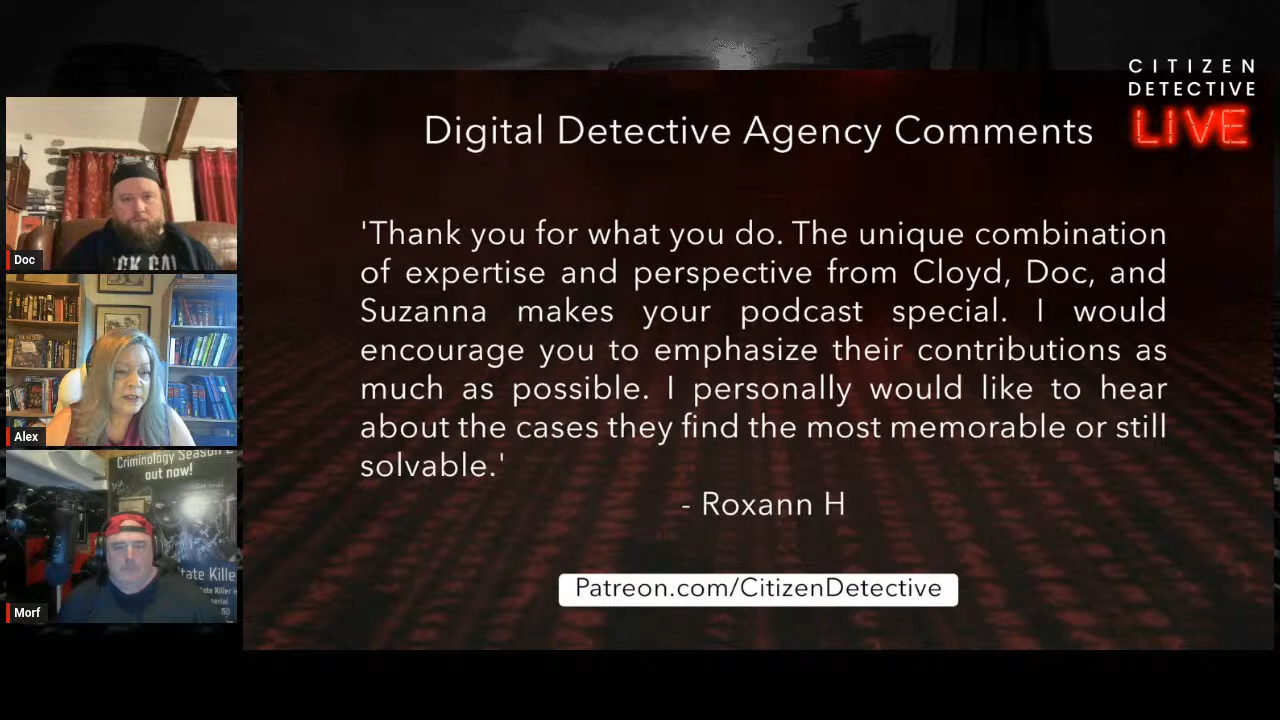 CITIZEN
DETECTIVE
LIVE
Digital Detective Agency Comments
'Thank you for what you do. The unique combination
of expertise and perspective from Cloyd, Doc, and
Suzanna makes your podcast special. I would
encourage you to emphasize their contributions as
much as possible. I personally would like to hear
about the cases they find the most memorable or still
solvable.'
- Roxann H
Patreon.com/CitizenDetective
Doc
Alex
Criminology Season
out now!
tate Kille
50
Morf